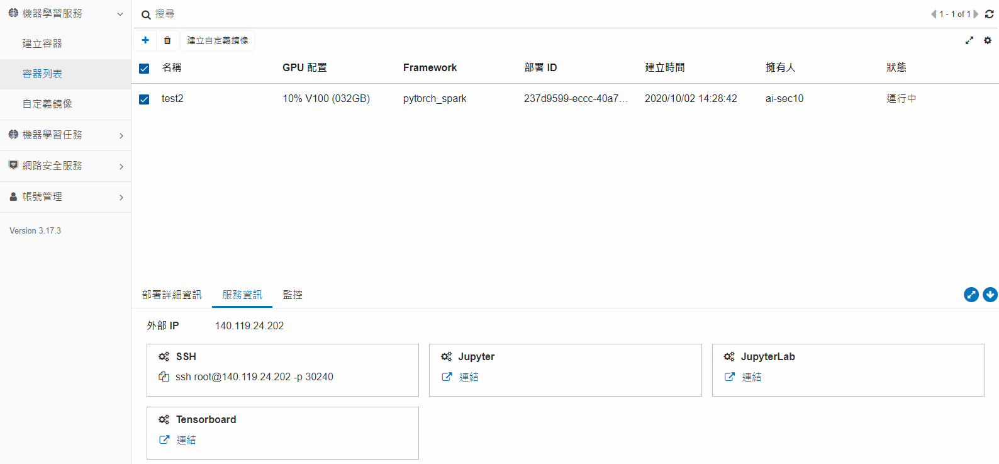 機器學習服務
建立容器
容器列表
自定義鏡像
機器學習任務
網路安全服務
帳號管理
Version 3.17.3
搜尋
1 - 1 of 1
建立自定義鏡像
名稱 GPU 配置 Framework 部署 ID 建立時間 擁有人 狀態
test2 10% V100 (032GB) pytorch_spark 237d9599-eccc-40a7... 2020/10/02 14:28:42 ai-sec10 運行中
部署詳細資訊 服務資訊 監控
外部 IP 140.119.24.202
SSH
ssh root@140.119.24.202 -p 30240
Jupyter
連結
JupyterLab
連結
Tensorboard
連結